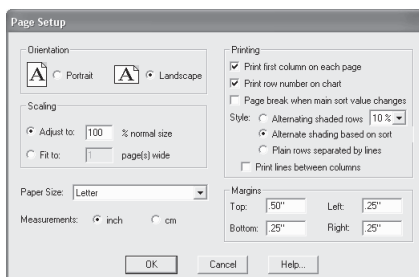 Page Setup
Orientation
A Portrait A Landscape
Scaling
Adjust to: 100 % normal size
Fit to: 1 page(s) wide
Paper Size: Letter
Measurements: inch cm
Printing
Print first column on each page
Print row number on chart
Page break when main sort value changes
Style: Alternating shaded rows 10 %
Alternate shading based on sort
Plain rows separated by lines
Print lines between columns
Margins
Top: .50" Left: .25"
Bottom: .25" Right: .25"
OK Cancel Help...